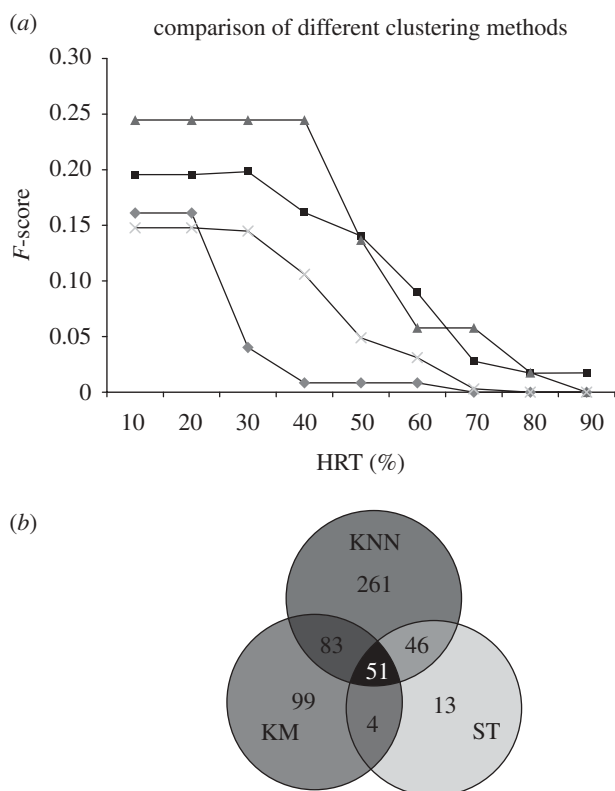 (a) comparison of different clustering methods
0.30
0.25
0.20
0.15
0.10
0.05
0
F-score
10 20 30 40 50 60 70 80 90
HRT (%)
(b)
KNN
261
83 46
51
99 4 13
KM ST